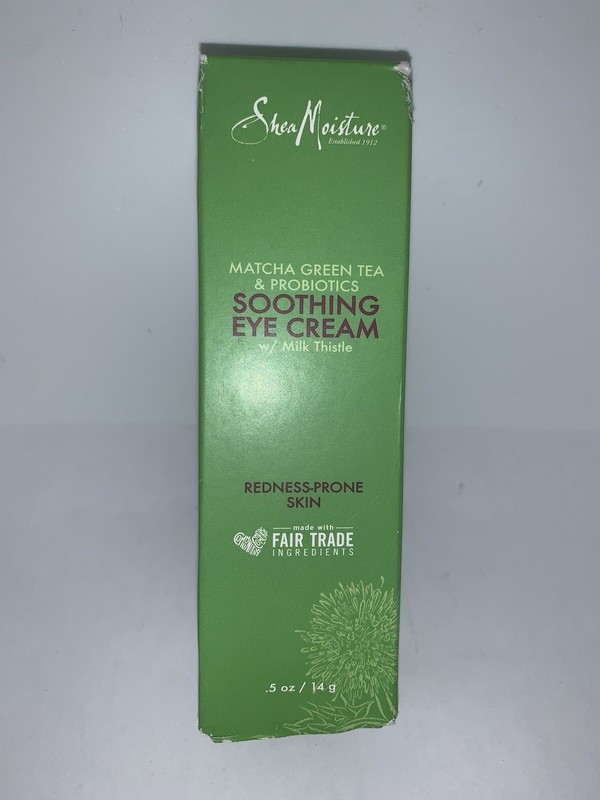 SheaMoisture®
Established 1912
MATCHA GREEN TEA
& PROBIOTICS
SOOTHING
EYE CREAM
w/ Milk Thistle
REDNESS-PRONE
SKIN
made with
FAIR TRADE
INGREDIENTS
.5 oz / 14 g